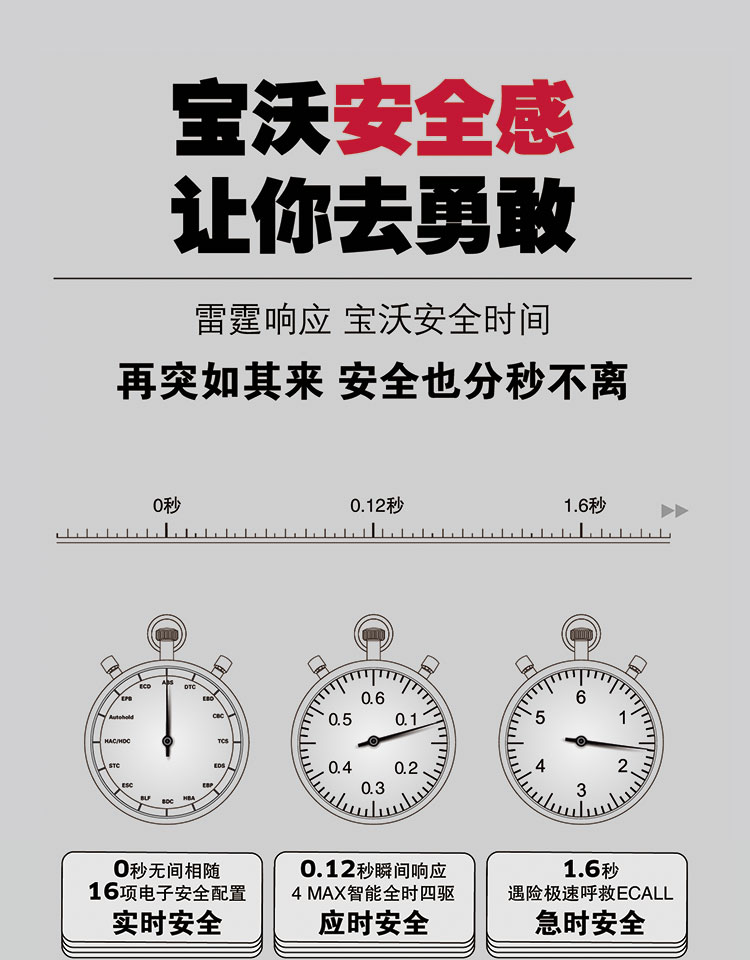 宝沃安全感
让你去勇敢
雷霆响应 宝沃安全时间
再突如其来 安全也分秒不离
0秒
0.12秒
1.6秒
ABS
DTC
EBD
CBC
TCS
EDS
EBP
HBA
BDC
BLF
ESC
STC
HAC/HDC
Autohold
EPB
ECD
0.6
0.1
0.2
0.3
0.4
0.5
6
1
2
3
4
5
0秒无间相随
16项电子安全配置
实时安全
0.12秒瞬间响应
4 MAX智能全时四驱
应时安全
1.6秒
遇险极速呼救ECALL
急时安全